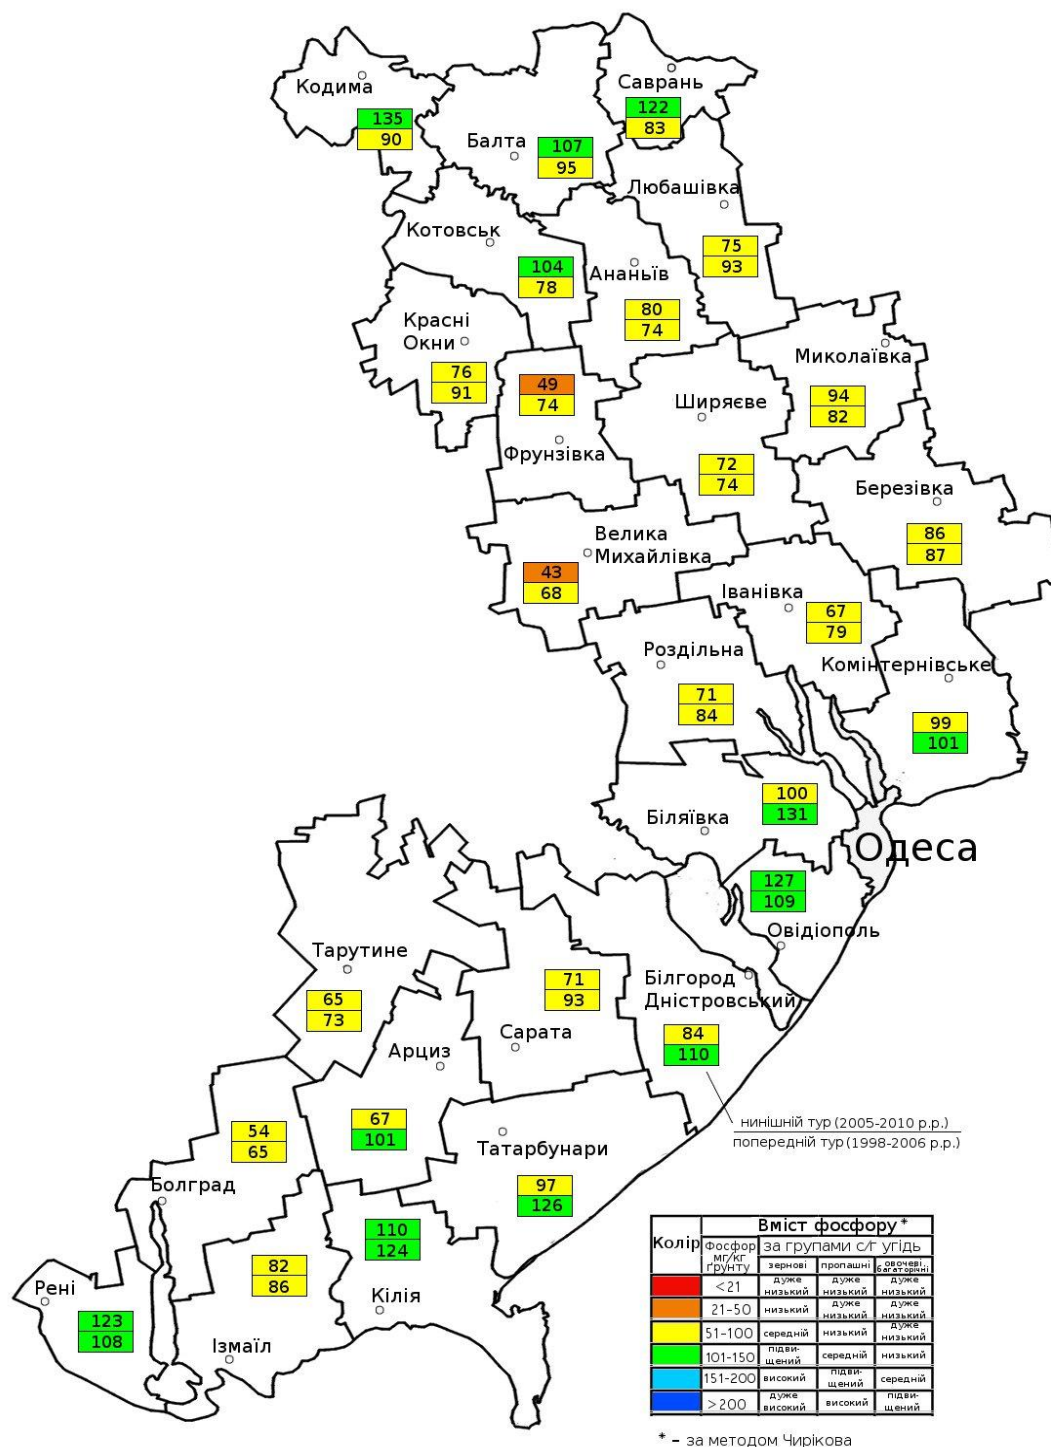 Кодима
135
90
Балта
107
95
Саврань
122
83
Любашівка
75
93
Котовськ
104
78
Ананьїв
80
74
Красні
Окни
76
91
49
74
Фрунзівка
Ширяєве
72
74
Миколаївка
94
82
Березівка
86
87
Велика
Михайлівка
43
68
Іванівка
67
79
Роздільна
71
84
Комінтернівське
99
101
Біляївка
100
131
Одеса
127
109
Овідіополь
Тарутине
65
73
71
93
Сарата
Білгород
Дністровський
84
110
Арциз
67
101
нинішній тур (2005-2010 р.р.)
попередній тур (1998-2006 р.р.)
Татарбунари
97
126
54
65
Болград
110
124
Кілія
82
86
Ізмаїл
Рені
123
108
Колір
Вміст фосфору*
Фосфор
мг/кг
ґрунту
за групами с/г угідь
зернові
пропашні
овочеві,
багаторічні
<21
дуже низький
дуже низький
дуже низький
21-50
низький
дуже низький
дуже низький
51-100
середній
низький
дуже низький
101-150
підви-щений
середній
низький
151-200
високий
підви-щений
середній
>200
дуже високий
високий
підви-щений
* - за методом Чирікова